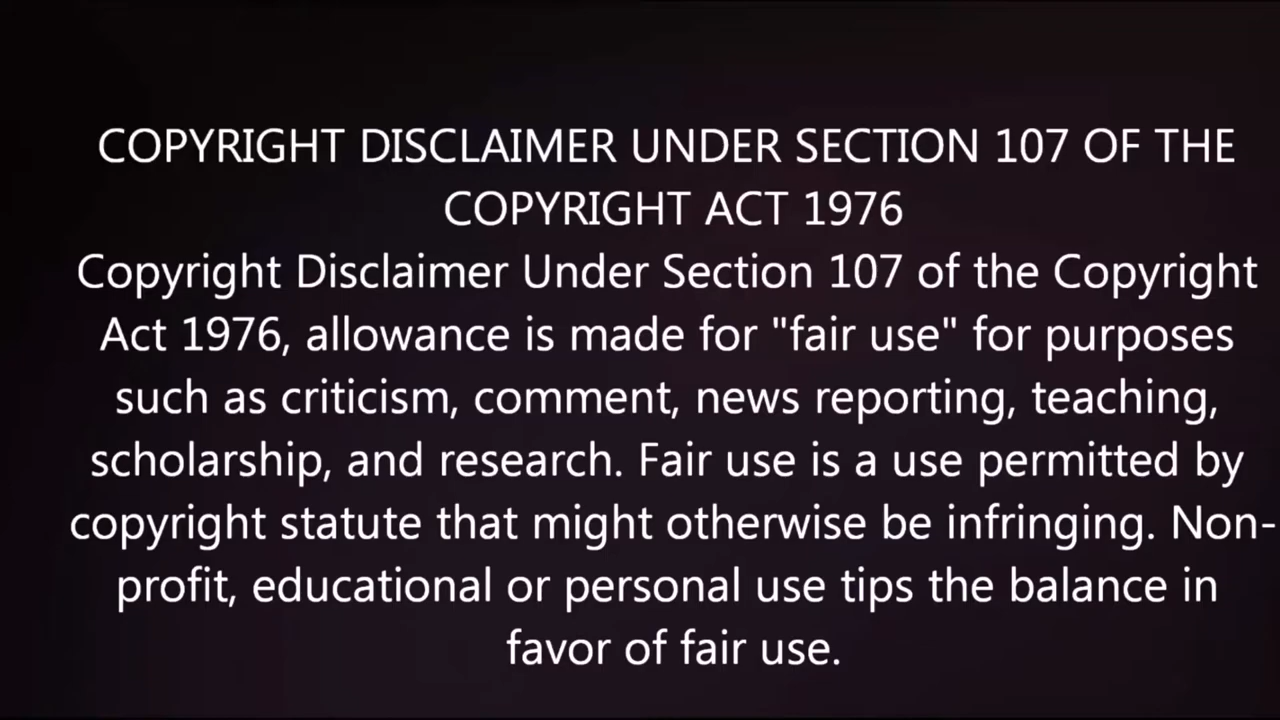 COPYRIGHT DISCLAIMER UNDER SECTION 107 OF THE
COPYRIGHT ACT 1976
Copyright Disclaimer Under Section 107 of the Copyright
Act 1976, allowance is made for "fair use" for purposes
such as criticism, comment, news reporting, teaching,
scholarship, and research. Fair use is a use permitted by
copyright statute that might otherwise be infringing. Non-
profit, educational or personal use tips the balance in
favor of fair use.